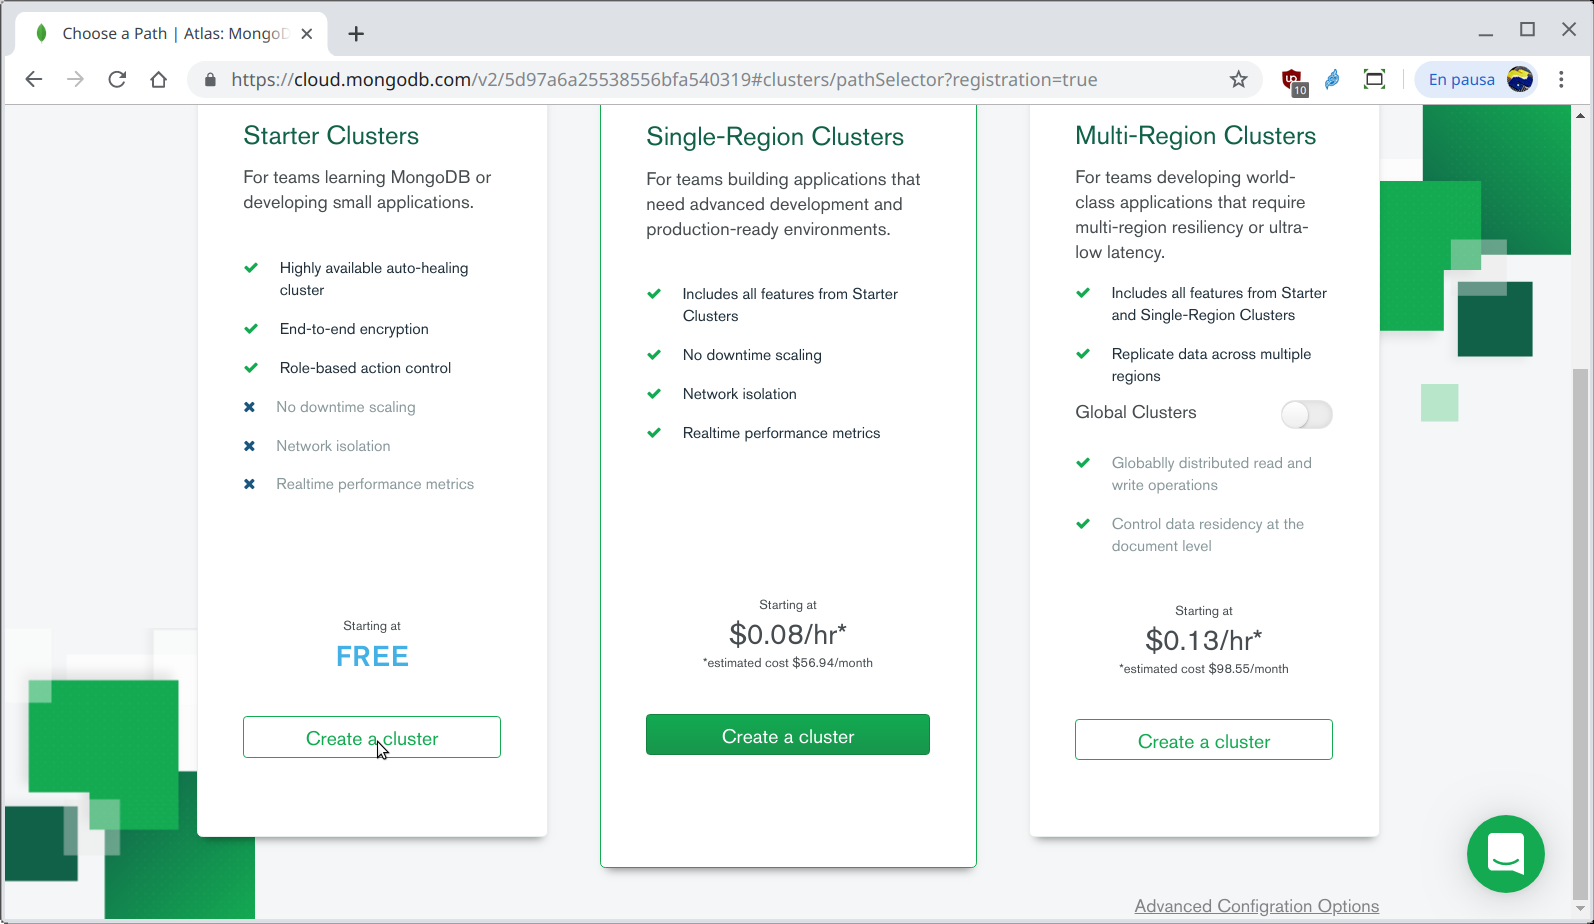 Choose a Path | Atlas: MongoD
https://cloud.mongodb.com/v2/5d97a6a25538556bfa540319#clusters/pathSelector?registration=true
10
En pausa
Starter Clusters
For teams learning MongoDB or
developing small applications.
Highly available auto-healing
cluster
End-to-end encryption
Role-based action control
No downtime scaling
Network isolation
Realtime performance metrics
Starting at
FREE
Create a cluster
Single-Region Clusters
For teams building applications that
need advanced development and
production-ready environments.
Includes all features from Starter
Clusters
No downtime scaling
Network isolation
Realtime performance metrics
Starting at
$0.08/hr*
*estimated cost $56.94/month
Create a cluster
Multi-Region Clusters
For teams developing world-
class applications that require
multi-region resiliency or ultra-
low latency.
Includes all features from Starter
and Single-Region Clusters
Replicate data across multiple
regions
Global Clusters
Globablly distributed read and
write operations
Control data residency at the
document level
Starting at
$0.13/hr*
*estimated cost $98.55/month
Create a cluster
Advanced Configration Options